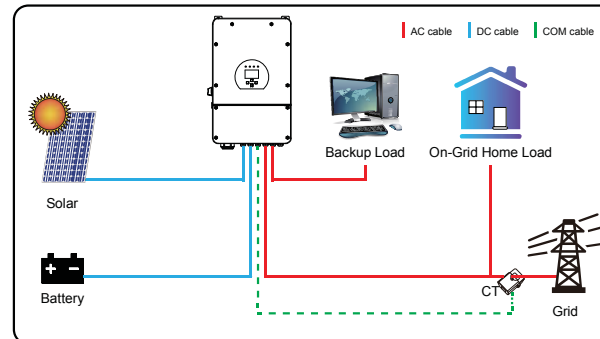 AC cable
DC cable
COM cable
Backup Load
On-Grid Home Load
Solar
Battery
CT
Grid